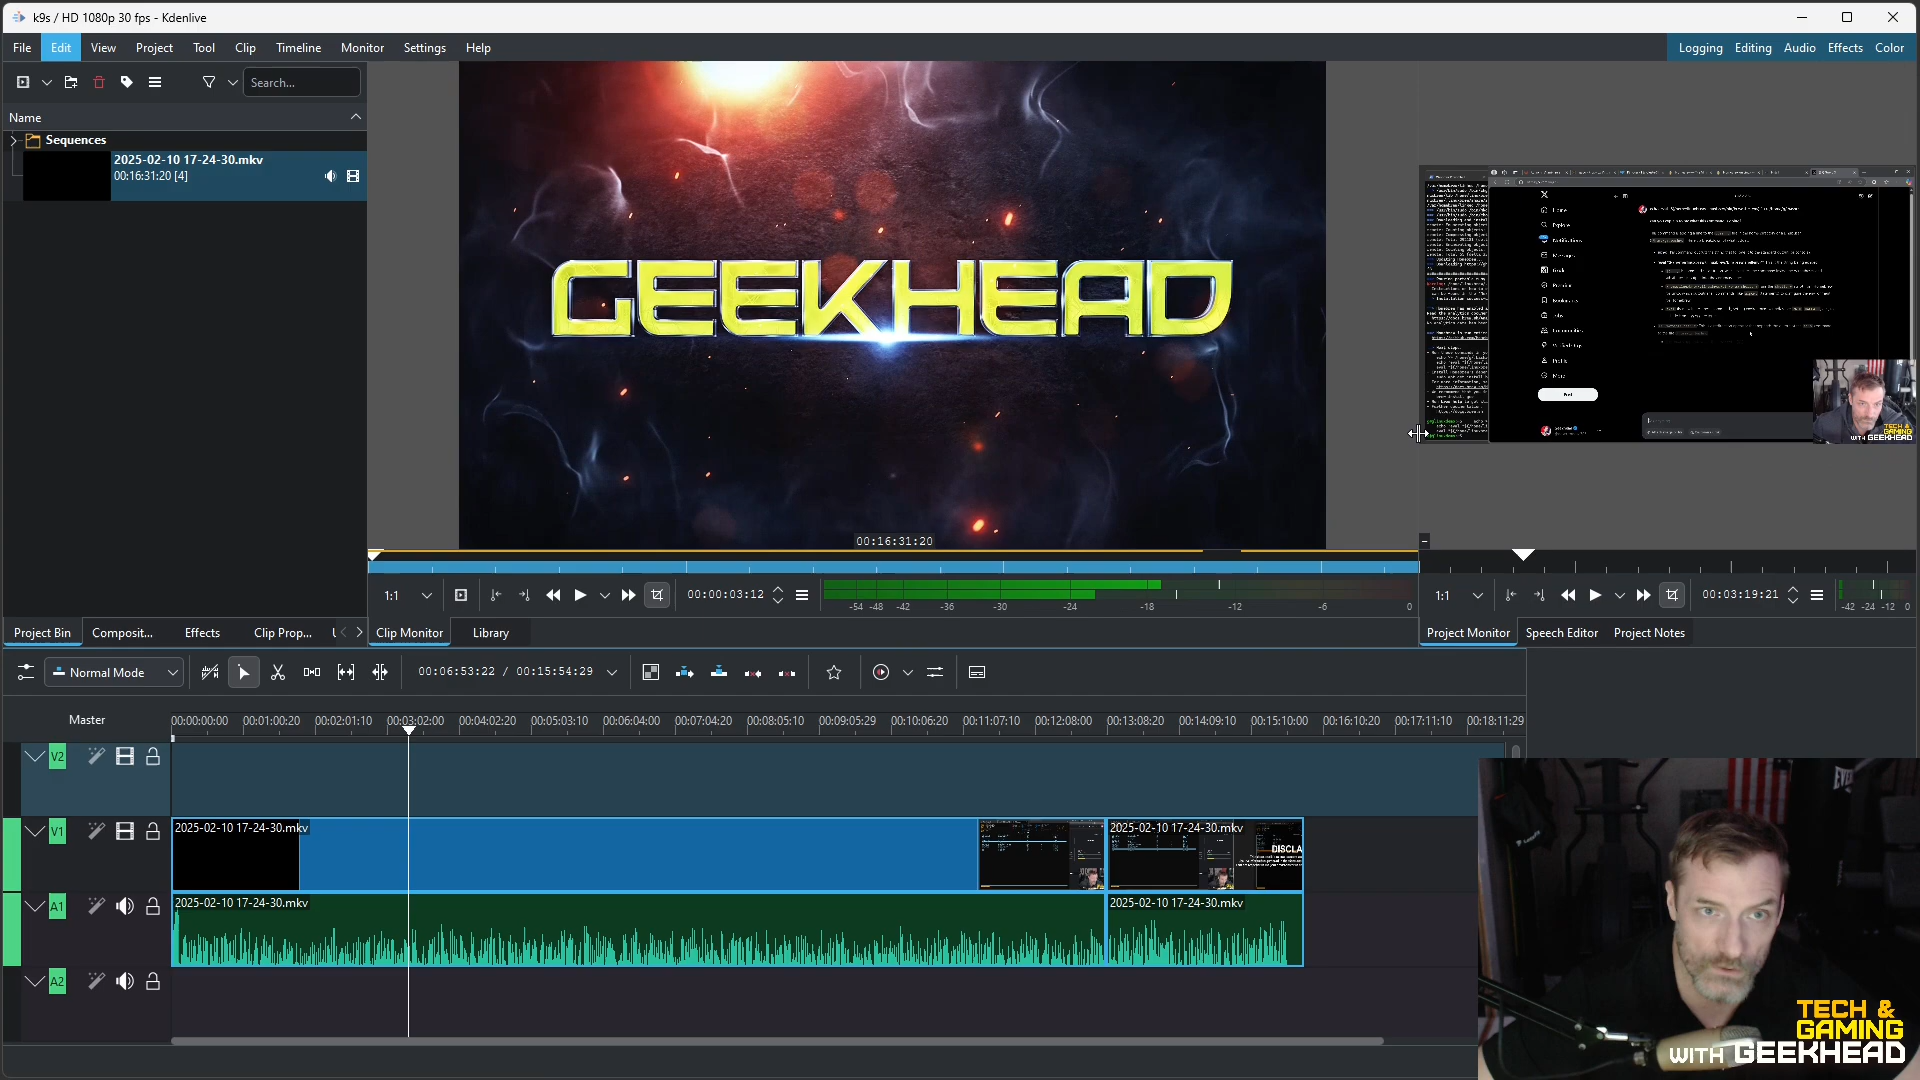 k9s / HD 1080p 30 fps - Kdenlive
File Edit View Project Tool Clip Timeline Monitor Settings Help
Logging Editing Audio Effects Color
Search...
Name
Sequences
2025-02-10 17-24-30.mkv
00:16:31:20 [4]
GEEKHEAD
00:16:31:20
Home
Explore
Notifications
More
Post
TECH &
GAMING
WITH GEEKHEAD
1:1
00:00:03:12
-54 -48 -42 -36 -30 -24 -18 -12 -6 0
1:1
00:03:19:21
-42 -24 -12 0
Project Bin Composit... Effects Clip Prop...
Clip Monitor Library
Project Monitor Speech Editor Project Notes
Normal Mode
00:06:53:22 / 00:15:54:29
Master
00:00:00:00 00:01:00:20 00:02:01:10 00:03:02:00 00:04:02:20 00:05:03:10 00:06:04:00 00:07:04:20 00:08:05:10 00:09:05:29 00:10:06:20 00:11:07:10 00:12:08:00 00:13:08:20 00:14:09:10 00:15:10:00 00:16:10:20 00:17:11:10 00:18:11:29
V2
V1
2025-02-10 17-24-30.mkv
2025-02-10 17-24-30.mkv
DISCLA
A1
2025-02-10 17-24-30.mkv
2025-02-10 17-24-30.mkv
A2
TECH &
GAMING
WITH GEEKHEAD